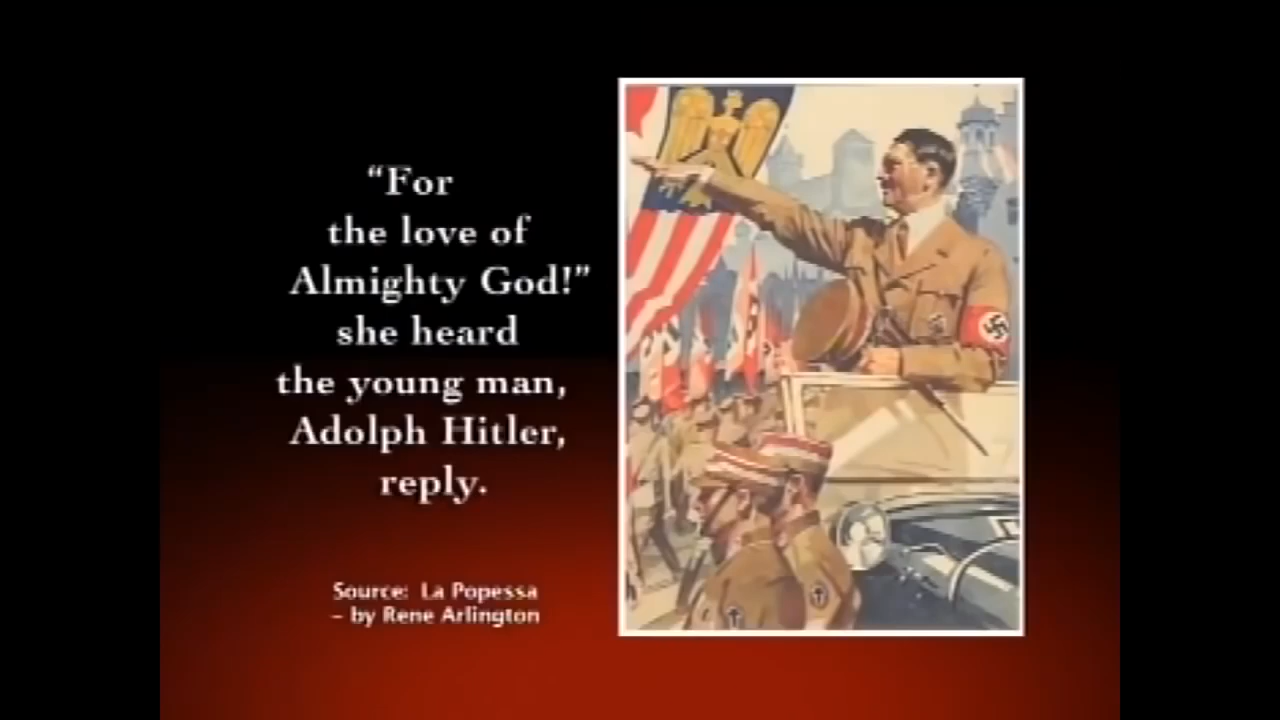 “For
the love of
Almighty God!”
she heard
the young man,
Adolph Hitler,
reply.
Source: La Popessa
– by Rene Arlington